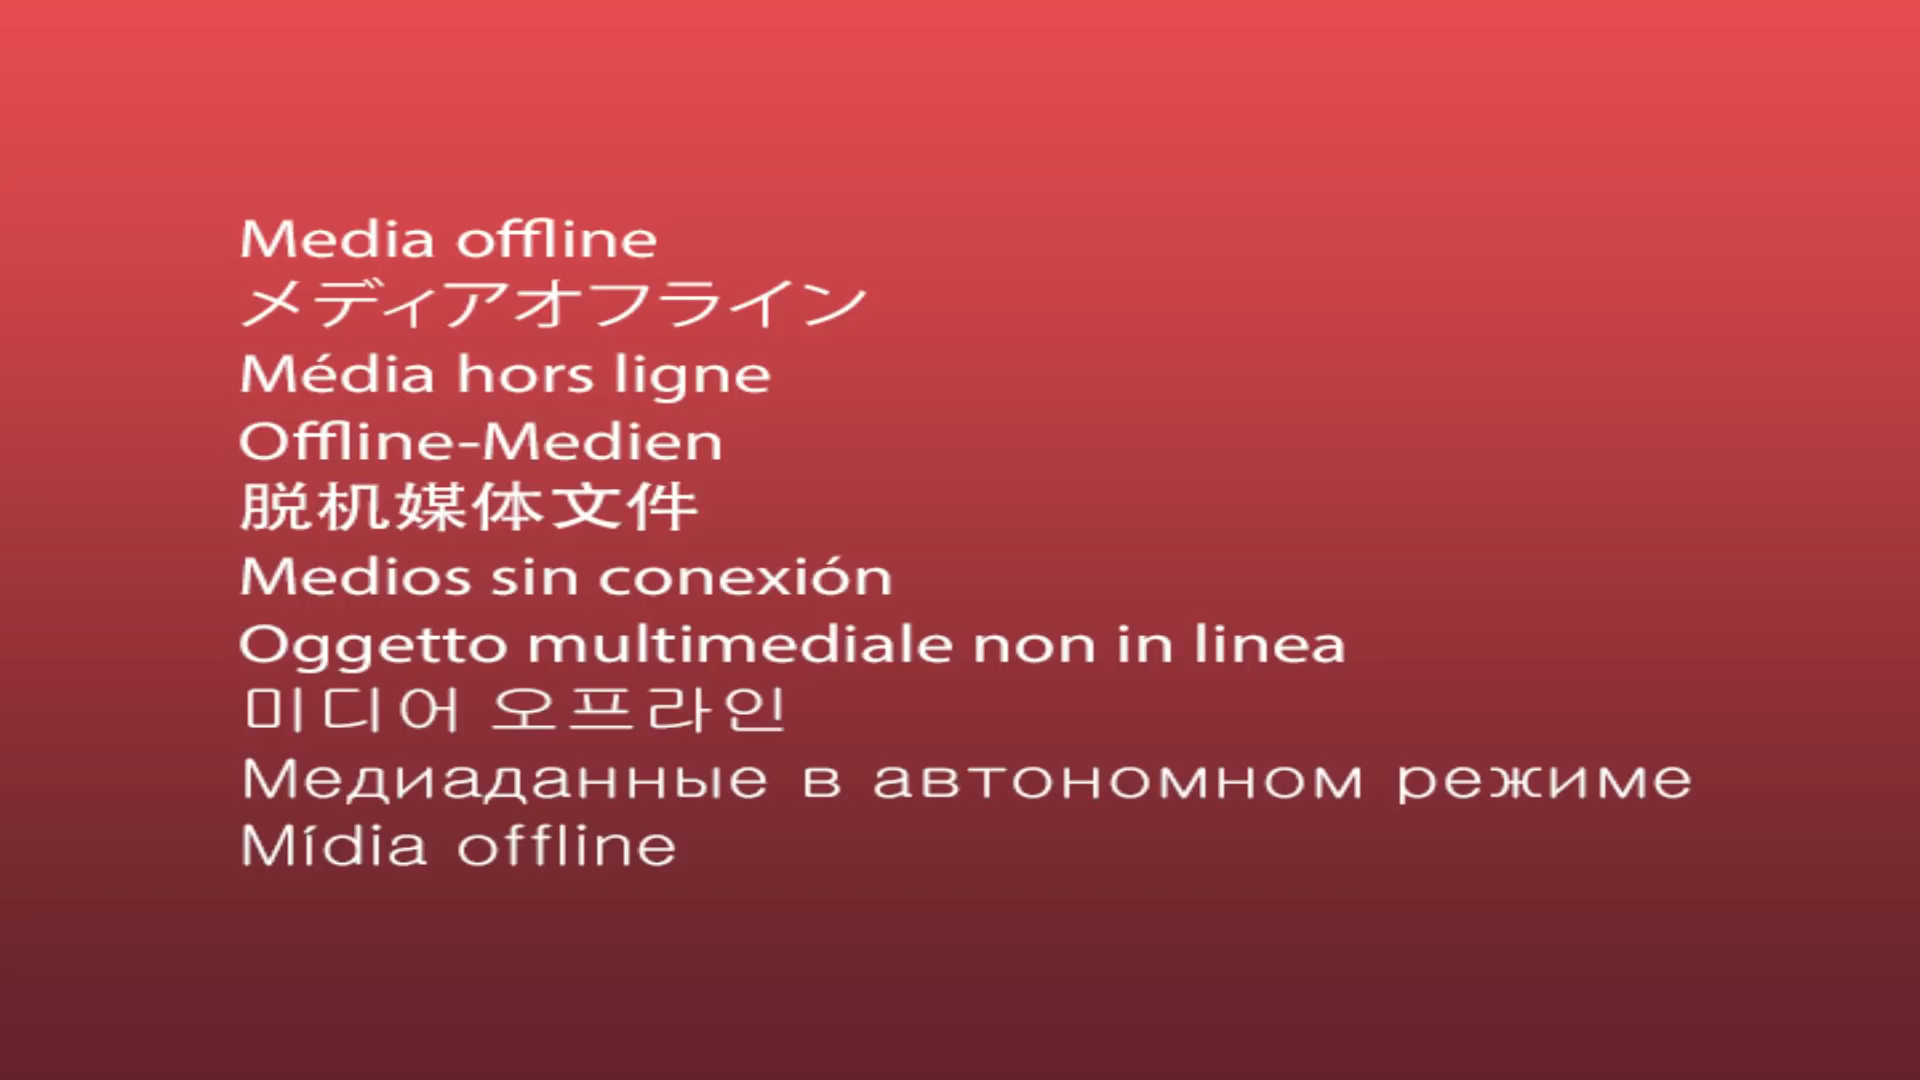 Media offline
メディアオフライン
Média hors ligne
Offline-Medien
脱机媒体文件
Medios sin conexión
Oggetto multimediale non in linea
미디어 오프라인
Медиаданные в автономном режиме
Mídia offline